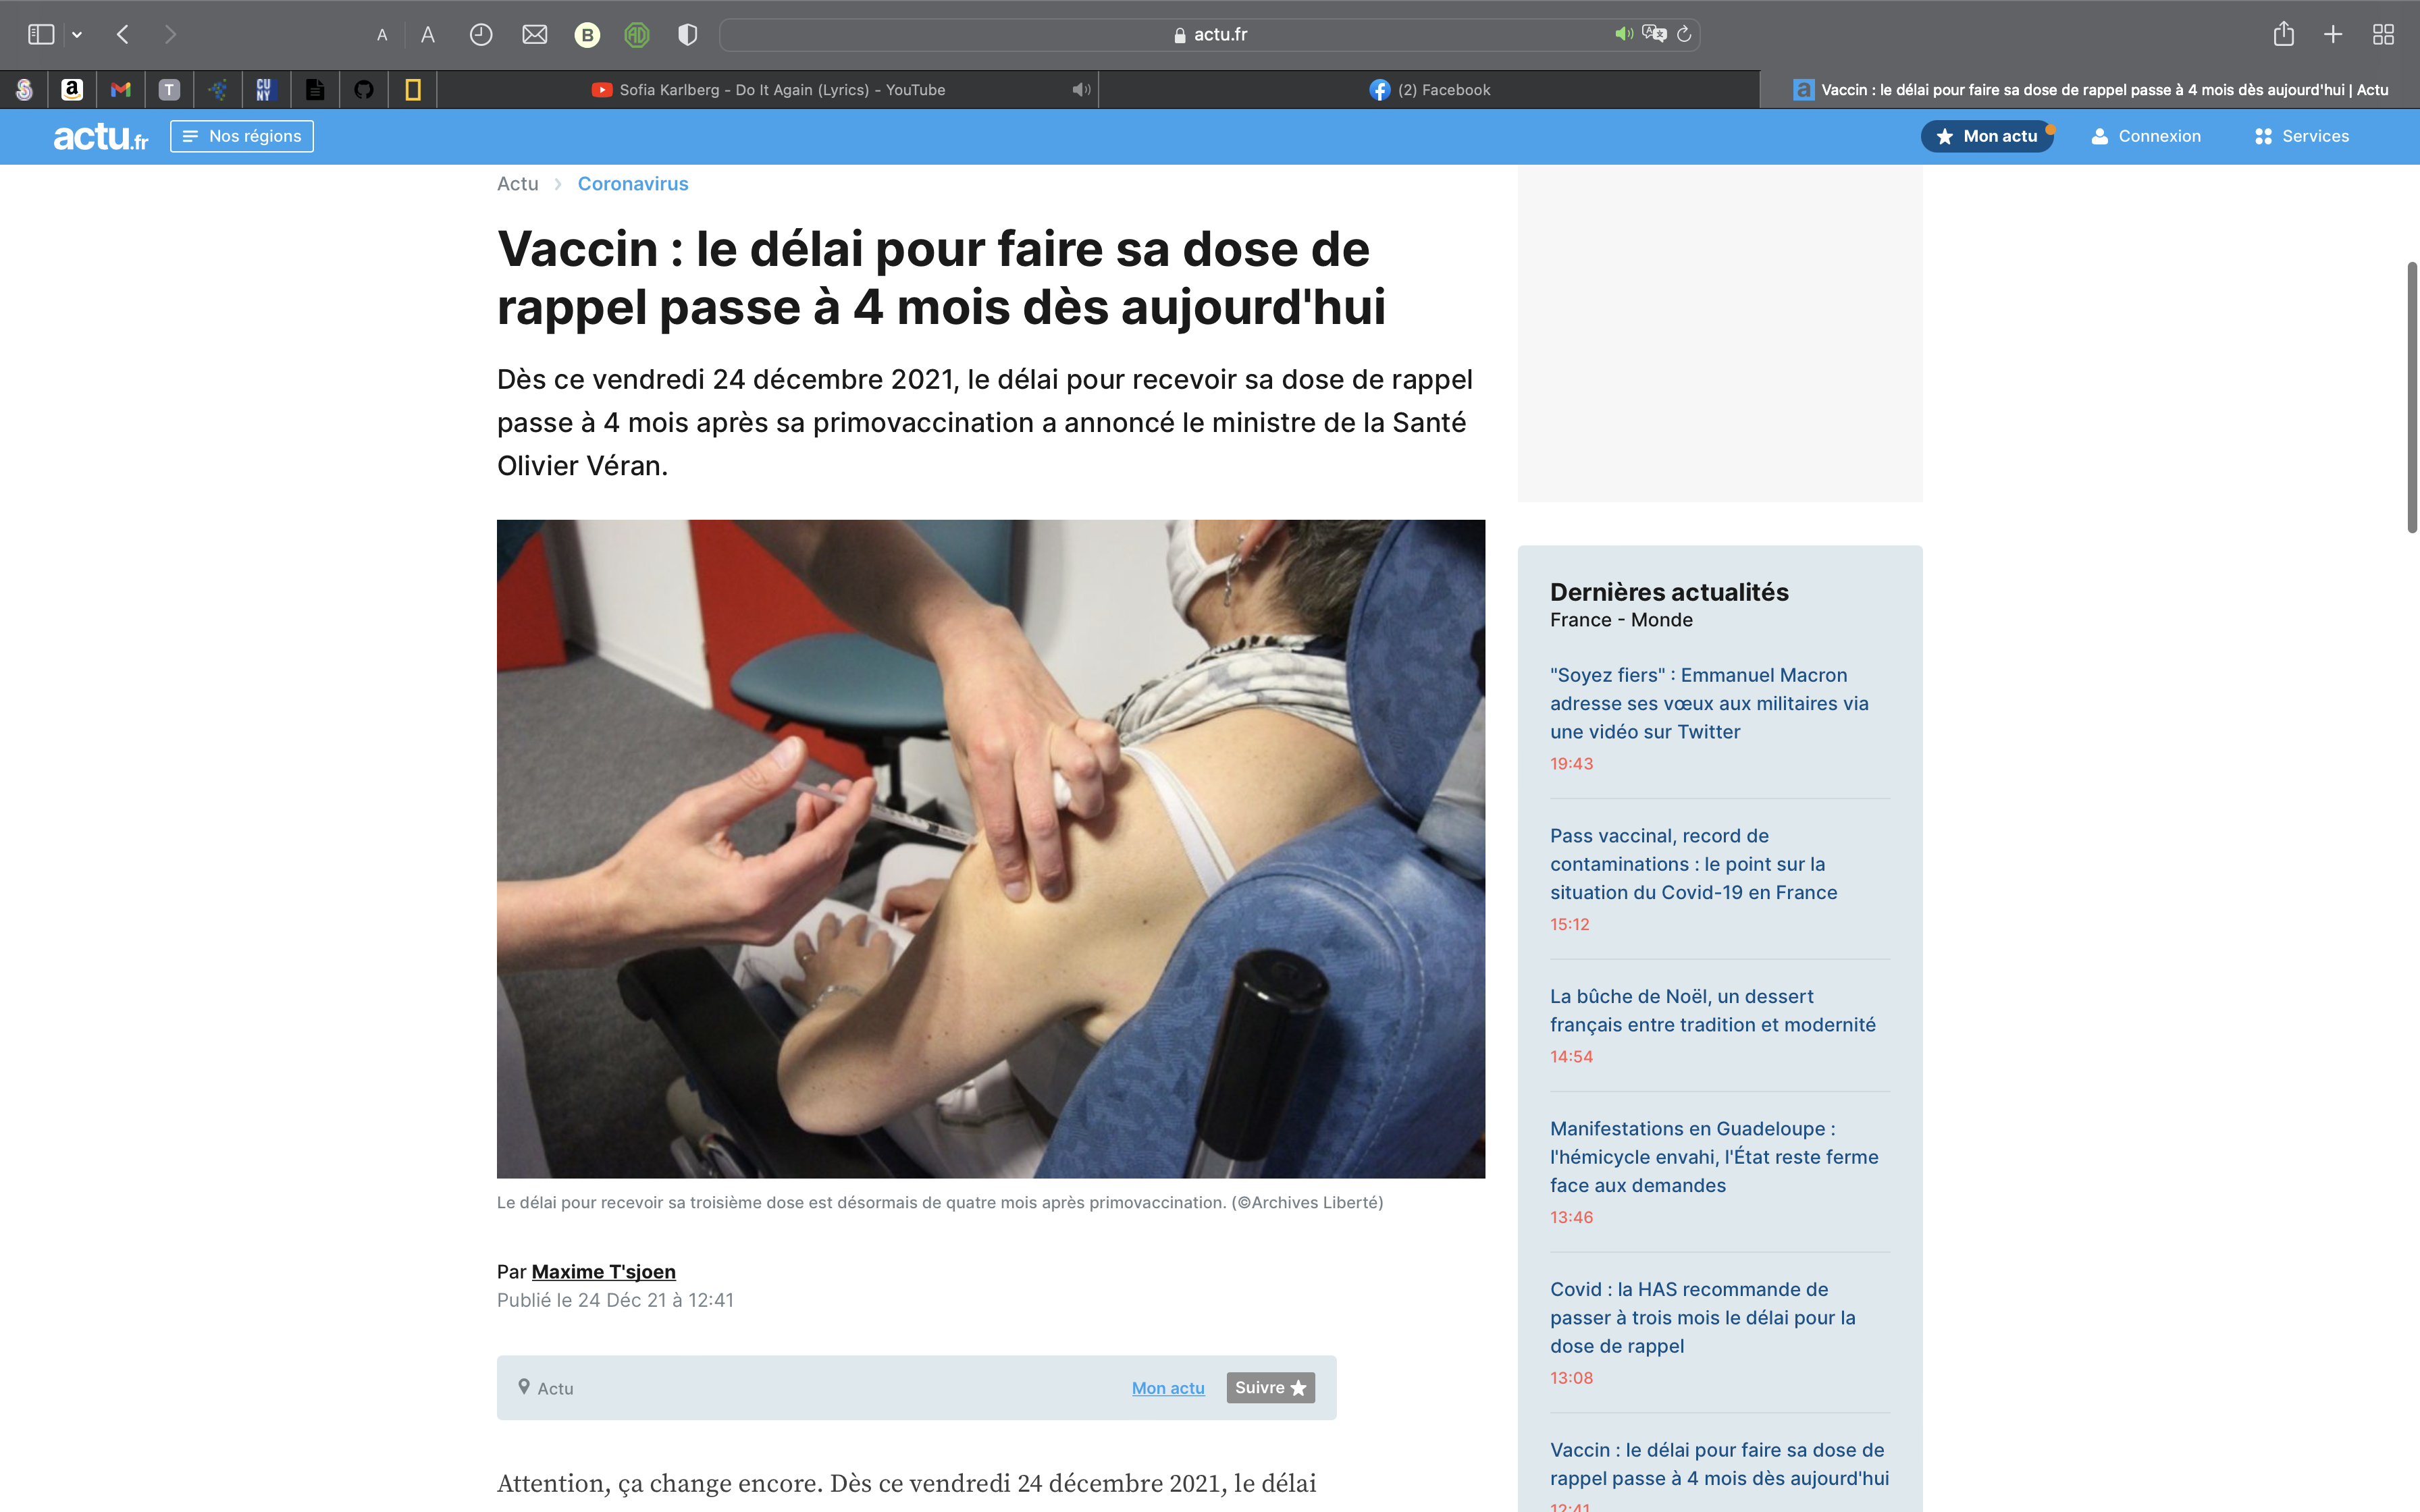 A
A
B
AD
actu.fr
a
T
CU
NY
Sofia Karlberg - Do It Again (Lyrics) - YouTube
(2) Facebook
a
Vaccin : le délai pour faire sa dose de rappel passe à 4 mois dès aujourd'hui | Actu
actu.fr
Nos régions
Mon actu
Connexion
Services
Actu
Coronavirus
Vaccin : le délai pour faire sa dose de
rappel passe à 4 mois dès aujourd'hui
Dès ce vendredi 24 décembre 2021, le délai pour recevoir sa dose de rappel
passe à 4 mois après sa primovaccination a annoncé le ministre de la Santé
Olivier Véran.
Le délai pour recevoir sa troisième dose est désormais de quatre mois après primovaccination. (©Archives Liberté)
Par Maxime T'sjoen
Publié le 24 Déc 21 à 12:41
Actu
Mon actu
Suivre
Attention, ça change encore. Dès ce vendredi 24 décembre 2021, le délai
Dernières actualités
France - Monde
"Soyez fiers" : Emmanuel Macron
adresse ses vœux aux militaires via
une vidéo sur Twitter
19:43
Pass vaccinal, record de
contaminations : le point sur la
situation du Covid-19 en France
15:12
La bûche de Noël, un dessert
français entre tradition et modernité
14:54
Manifestations en Guadeloupe :
l'hémicycle envahi, l'État reste ferme
face aux demandes
13:46
Covid : la HAS recommande de
passer à trois mois le délai pour la
dose de rappel
13:08
Vaccin : le délai pour faire sa dose de
rappel passe à 4 mois dès aujourd'hui
12:41